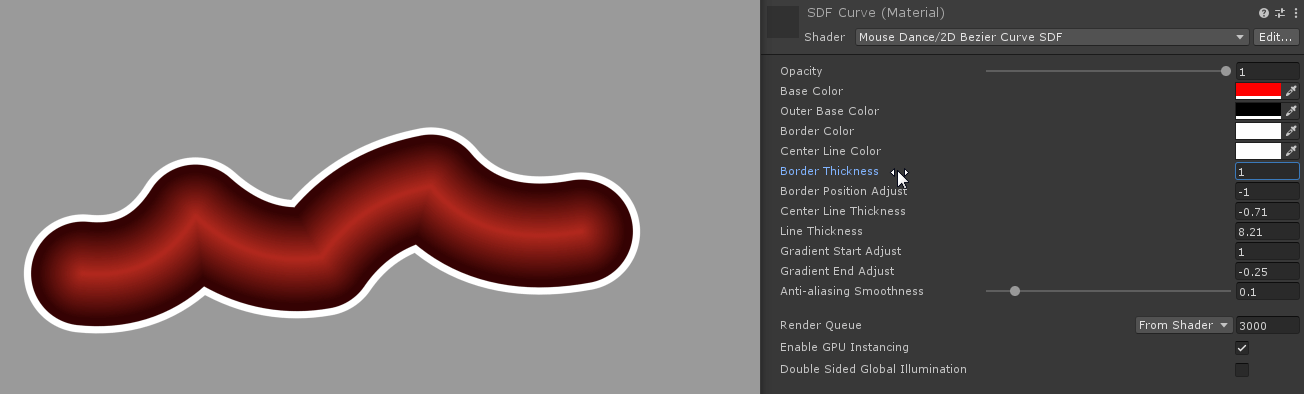 SDF Curve (Material)
Shader Mouse Dance/2D Bezier Curve SDF Edit...
Opacity 1
Base Color
Outer Base Color
Border Color
Center Line Color
Border Thickness 1
Border Position Adjust -1
Center Line Thickness -0.71
Line Thickness 8.21
Gradient Start Adjust 1
Gradient End Adjust -0.25
Anti-aliasing Smoothness 0.1
Render Queue From Shader 3000
Enable GPU Instancing
Double Sided Global Illumination